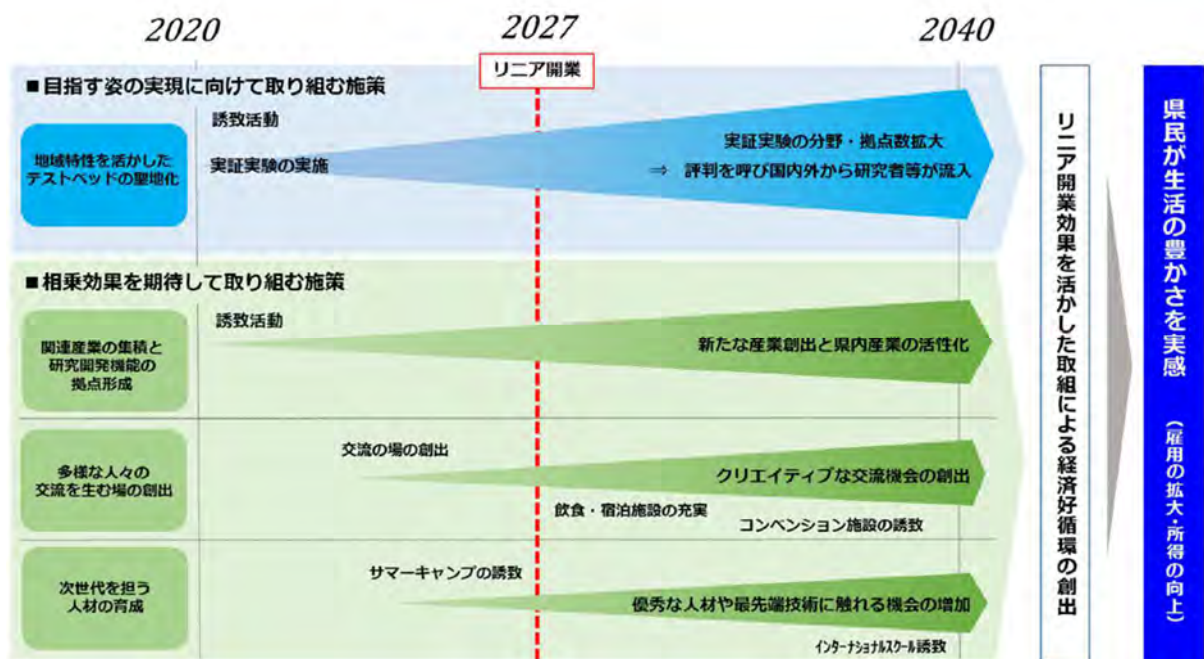 2020
2027
2040
リニア開業
■目指す姿の実現に向けて取り組む施策
地域特性を活かした
テストベッドの聖地化
誘致活動
実証実験の実施
実証実験の分野・拠点数拡大
⇒ 評判を呼び国内外から研究者等が流入
■相乗効果を期待して取り組む施策
関連産業の集積と
研究開発機能の
拠点形成
誘致活動
新たな産業創出と県内産業の活性化
多様な人々の
交流を生む場の創出
交流の場の創出
クリエイティブな交流機会の創出
飲食・宿泊施設の充実
コンベンション施設の誘致
次世代を担う
人材の育成
サマーキャンプの誘致
優秀な人材や最先端技術に触れる機会の増加
ｲﾝﾀｰﾅｼｮﾅﾙｽｸｰﾙ誘致
リニア開業効果を活かした取組による経済好循環の創出
県民が生活の豊かさを実感 （雇用の拡大・所得の向上）